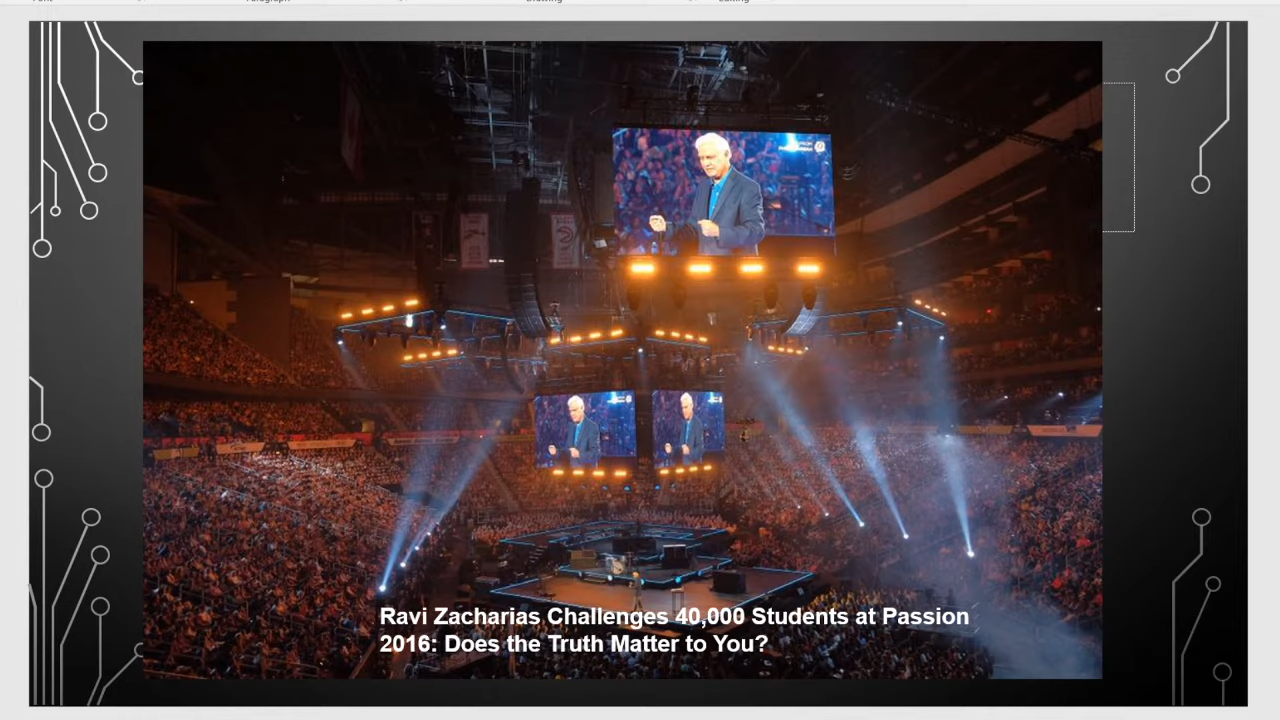 Ravi Zacharias Challenges 40,000 Students at Passion
2016: Does the Truth Matter to You?